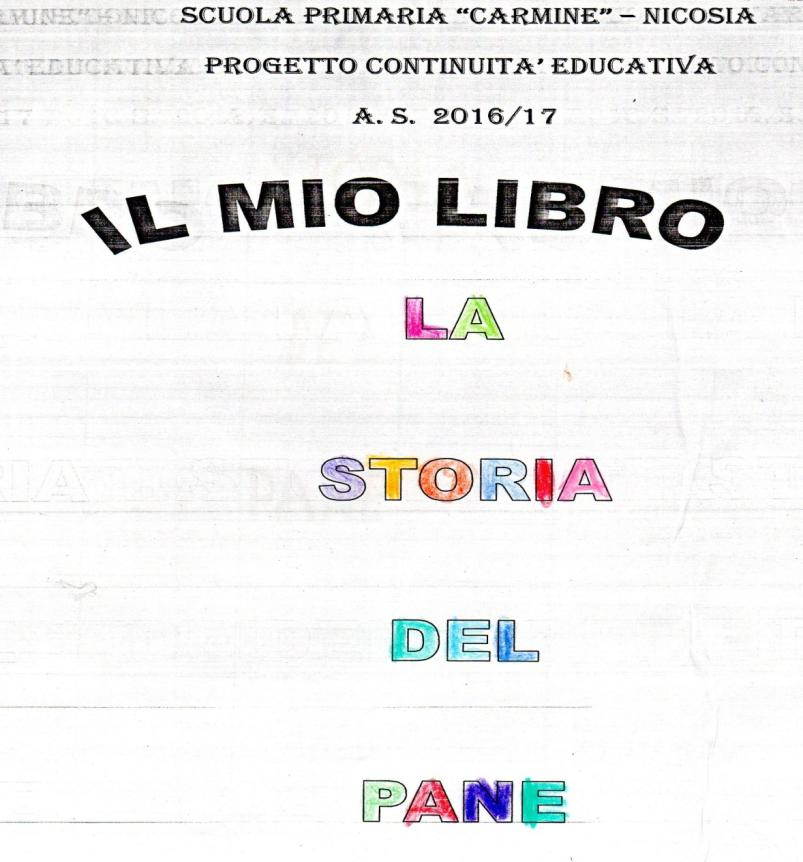 SCUOLA PRIMARIA “CARMINE” – NICOSIA
PROGETTO CONTINUITA’ EDUCATIVA
A. S. 2016/17
IL MIO LIBRO
LA
STORIA
DEL
PANE